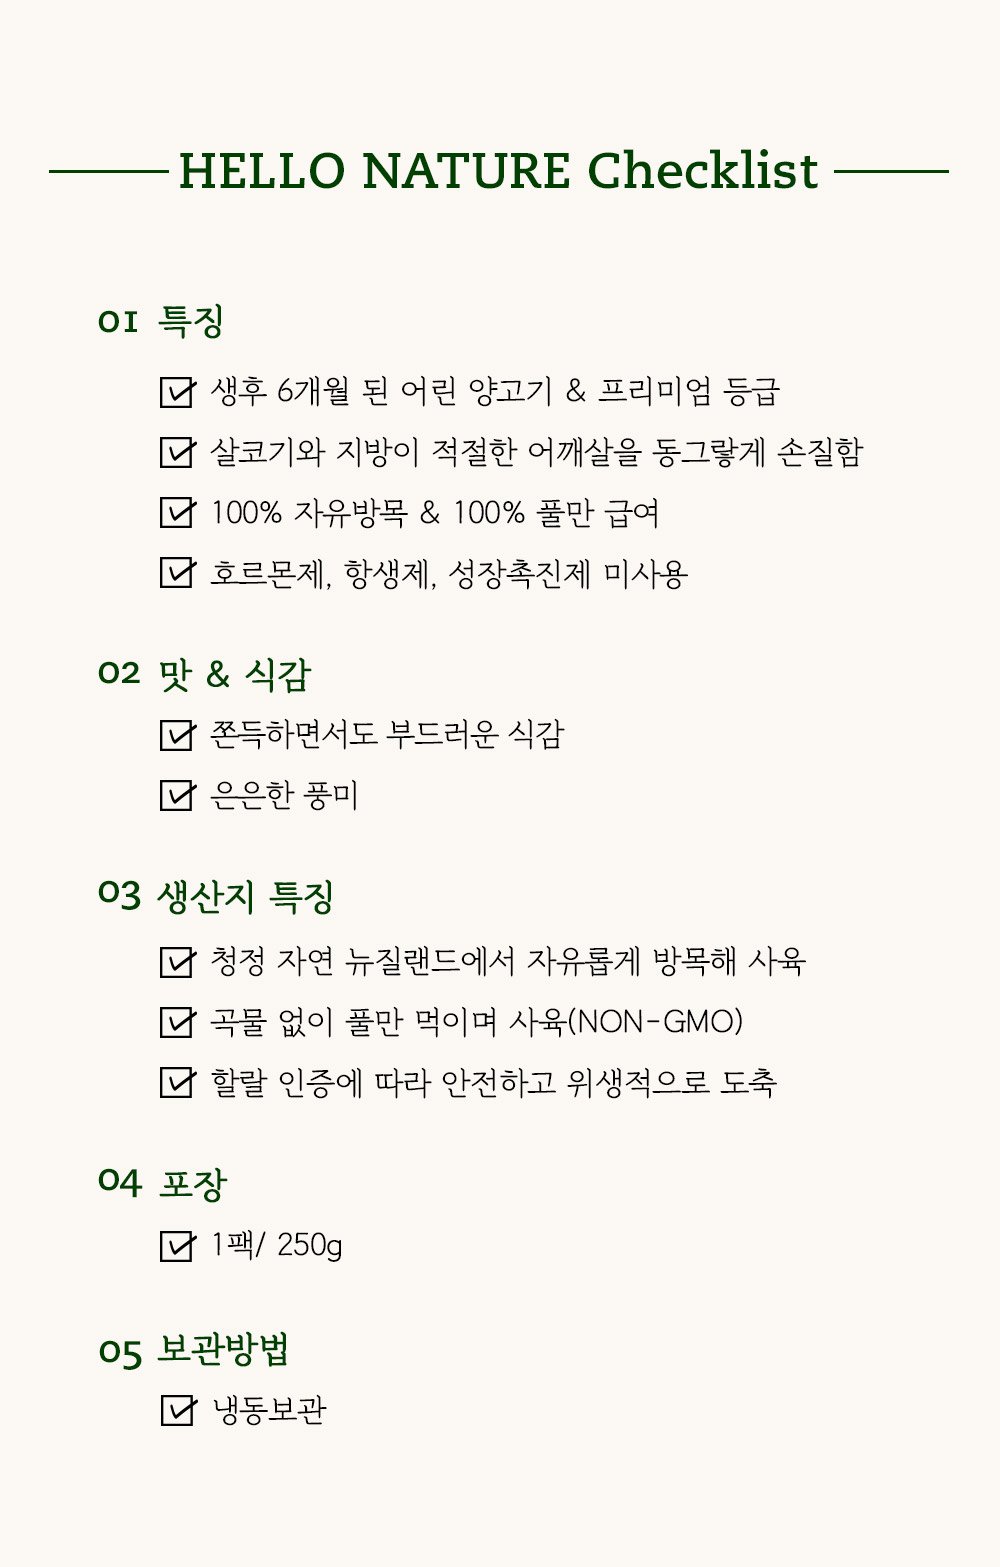 HELLO NATURE Checklist
01 특징
생후 6개월 된 어린 양고기 & 프리미엄 등급
살코기와 지방이 적절한 어깨살을 동그랗게 손질함
100% 자유방목 & 100% 풀만 급여
호르몬제, 항생제, 성장촉진제 미사용
02 맛 & 식감
쫀득하면서도 부드러운 식감
은은한 풍미
03 생산지 특징
청정 자연 뉴질랜드에서 자유롭게 방목해 사육
곡물 없이 풀만 먹이며 사육(NON-GMO)
할랄 인증에 따라 안전하고 위생적으로 도축
04 포장
1팩/ 250g
05 보관방법
냉동보관